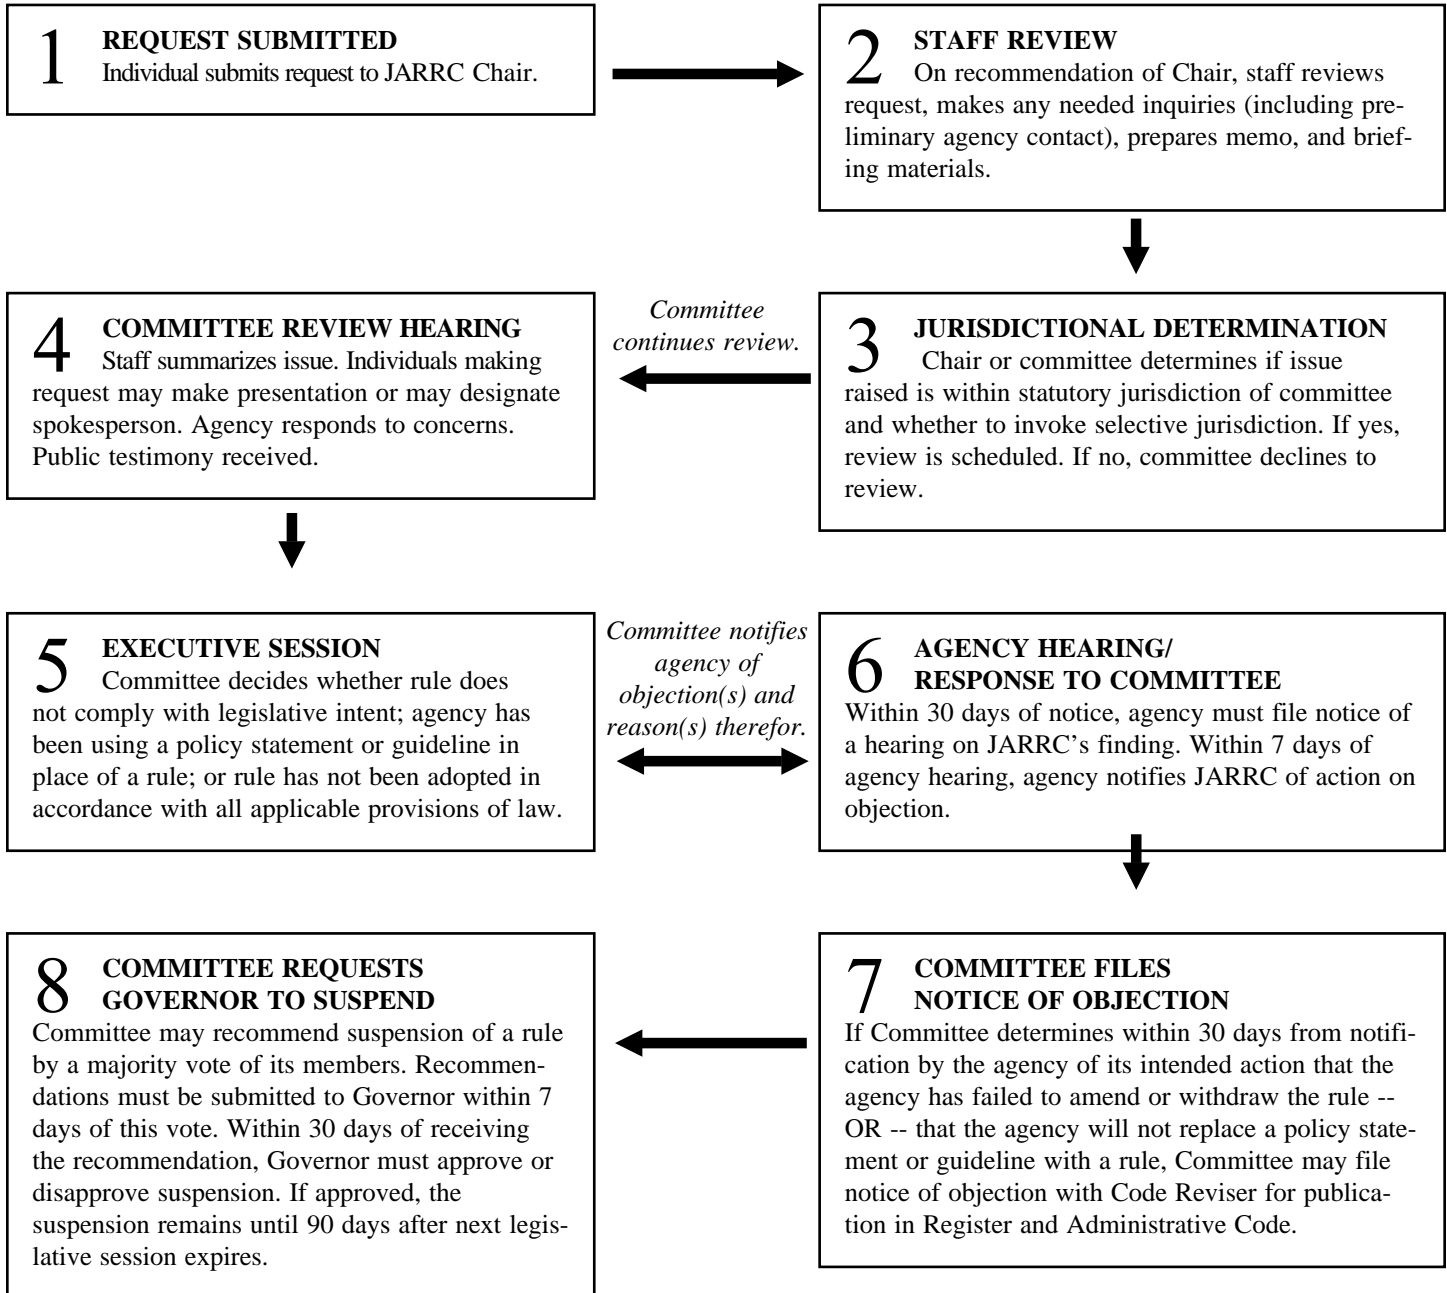 1
REQUEST SUBMITTED
Individual submits request to JARRC Chair.
2
STAFF REVIEW
On recommendation of Chair, staff reviews
request, makes any needed inquiries (including pre-
liminary agency contact), prepares memo, and brief-
ing materials.
3
JURISDICTIONAL DETERMINATION
Chair or committee determines if issue
raised is within statutory jurisdiction of committee
and whether to invoke selective jurisdiction. If yes,
review is scheduled. If no, committee declines to
review.
Committee
continues review.
4
COMMITTEE REVIEW HEARING
Staff summarizes issue. Individuals making
request may make presentation or may designate
spokesperson. Agency responds to concerns.
Public testimony received.
5
EXECUTIVE SESSION
Committee decides whether rule does
not comply with legislative intent; agency has
been using a policy statement or guideline in
place of a rule; or rule has not been adopted in
accordance with all applicable provisions of law.
Committee notifies
agency of
objection(s) and
reason(s) therefor.
6
AGENCY HEARING/
RESPONSE TO COMMITTEE
Within 30 days of notice, agency must file notice of
a hearing on JARRC's finding. Within 7 days of
agency hearing, agency notifies JARRC of action on
objection.
7
COMMITTEE FILES
NOTICE OF OBJECTION
If Committee determines within 30 days from notifi-
cation by the agency of its intended action that the
agency has failed to amend or withdraw the rule --
OR -- that the agency will not replace a policy state-
ment or guideline with a rule, Committee may file
notice of objection with Code Reviser for publica-
tion in Register and Administrative Code.
8
COMMITTEE REQUESTS
GOVERNOR TO SUSPEND
Committee may recommend suspension of a rule
by a majority vote of its members. Recommen-
dations must be submitted to Governor within 7
days of this vote. Within 30 days of receiving
the recommendation, Governor must approve or
disapprove suspension. If approved, the
suspension remains until 90 days after next legis-
lative session expires.